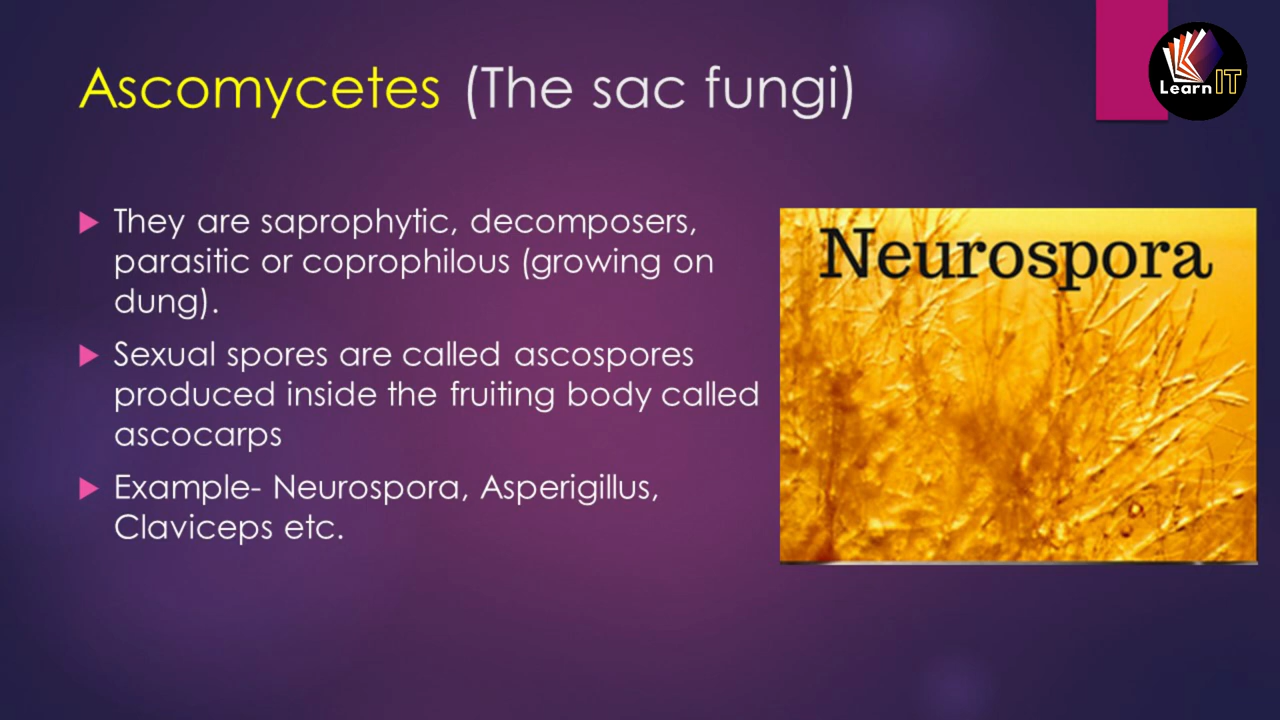 Ascomycetes (The sac fungi)
Learn IT
They are saprophytic, decomposers,
parasitic or coprophilous (growing on
dung).
Sexual spores are called ascospores
produced inside the fruiting body called
ascocarps
Example- Neurospora, Asperigillus,
Claviceps etc.
Neurospora